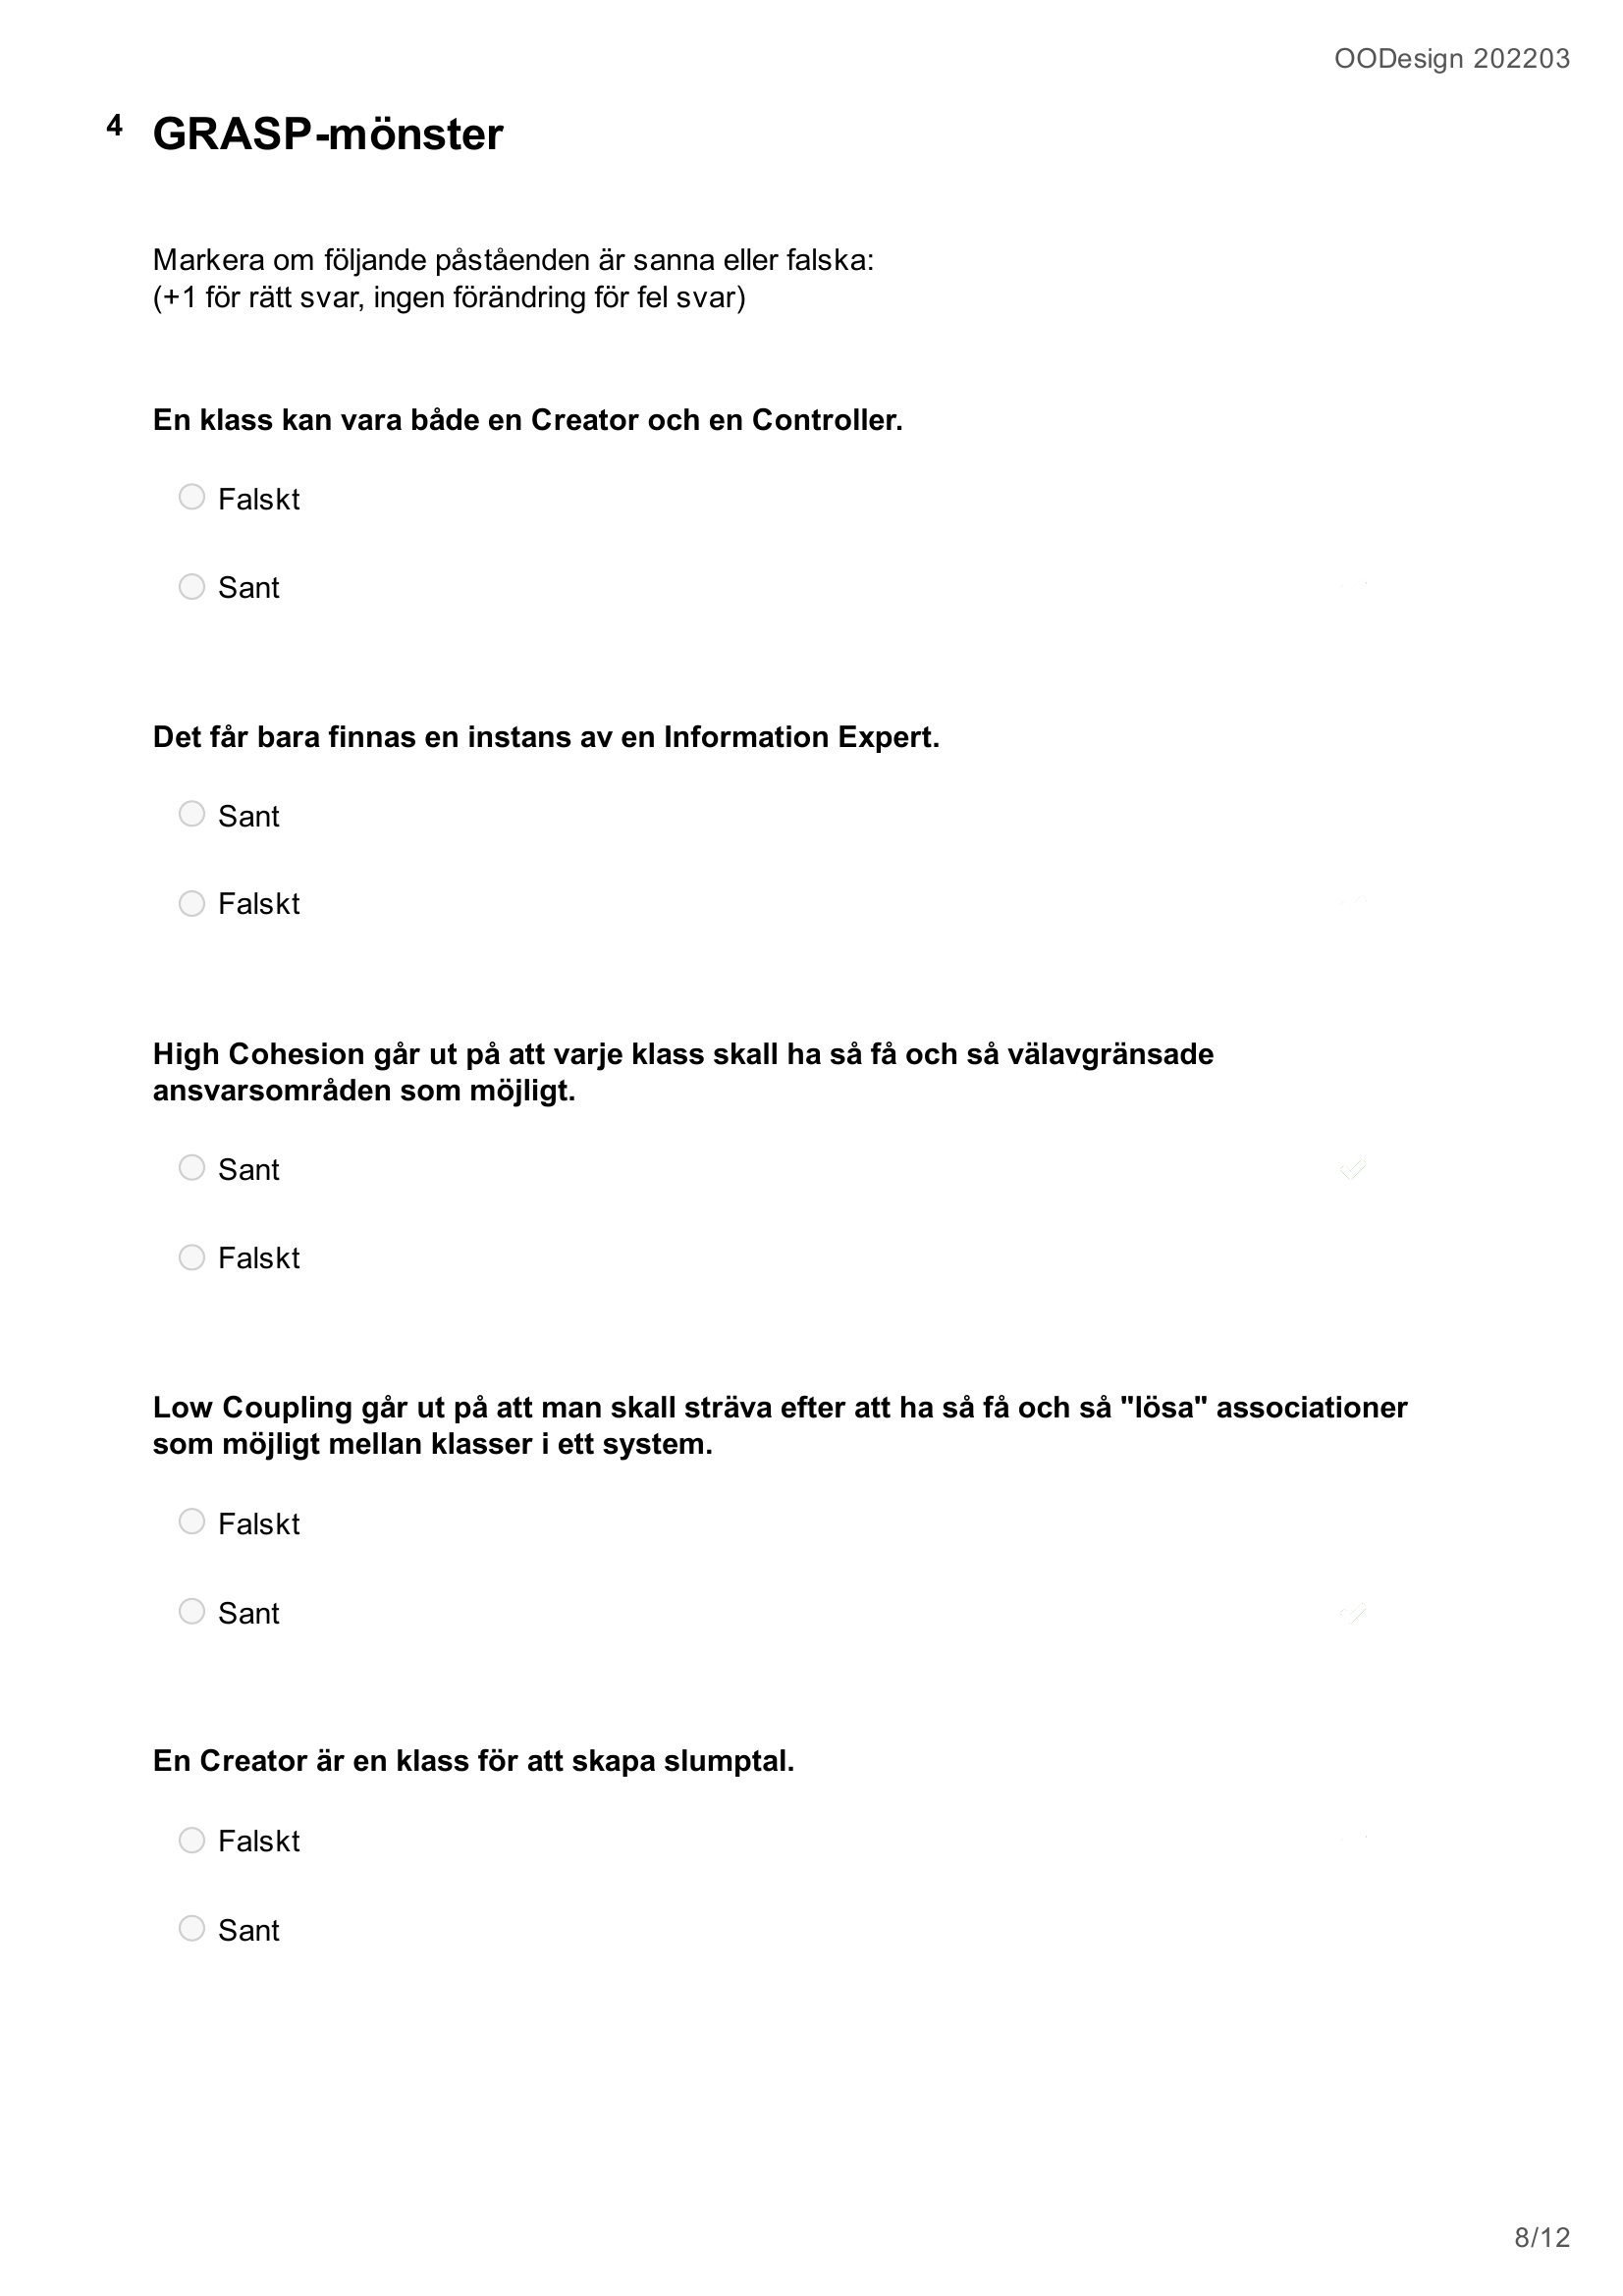 OODesign 202203
4 GRASP-mönster
Markera om följande påståenden är sanna eller falska:
(+1 för rätt svar, ingen förändring för fel svar)
En klass kan vara både en Creator och en Controller.
Falskt
Sant
Det får bara finnas en instans av en Information Expert.
Sant
Falskt
High Cohesion går ut på att varje klass skall ha så få och så välavgränsade
ansvarsområden som möjligt.
Sant
Falskt
Low Coupling går ut på att man skall sträva efter att ha så få och så "lösa" associationer
som möjligt mellan klasser i ett system.
Falskt
Sant
En Creator är en klass för att skapa slumptal.
Falskt
Sant
8/12